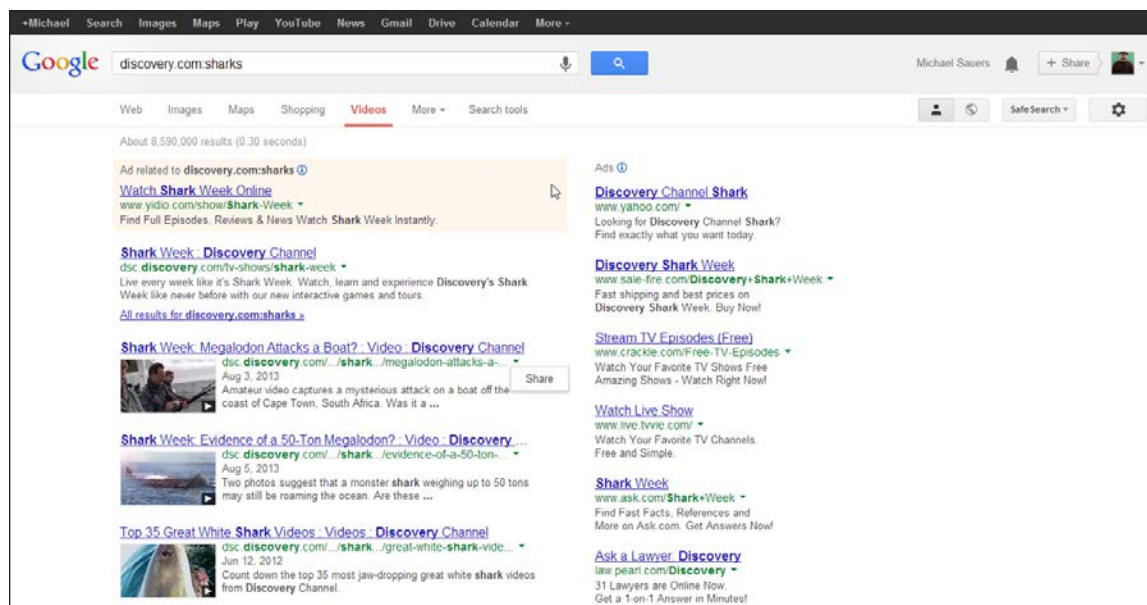 +Michael Search Images Maps Play YouTube News Gmail Drive Calendar More
Google discovery.com:sharks Michael Sauers + Share
Web Images Maps Shopping Videos More Search tools SafeSearch
About 8,590,000 results (0.30 seconds)
Ad related to discovery.com:sharks
Watch Shark Week Online
www.yidio.com/show/Shark-Week
Find Full Episodes, Reviews & News Watch Shark Week Instantly.
Shark Week : Discovery Channel
dsc.discovery.com/tv-shows/shark-week
Live every week like it's Shark Week. Watch, learn and experience Discovery's Shark
Week like never before with our new interactive games and tours.
All results for discovery.com:sharks »
Shark Week: Megalodon Attacks a Boat? : Video : Discovery Channel
dsc.discovery.com/.../shark.../megalodon-attacks-a-...
Share
Aug 3, 2013
Amateur video captures a mysterious attack on a boat off the
coast of Cape Town, South Africa. Was it a ...
Shark Week: Evidence of a 50-Ton Megalodon? : Video : Discovery ...
dsc.discovery.com/.../shark.../evidence-of-a-50-ton-...
Aug 5, 2013
Two photos suggest that a monster shark weighing up to 50 tons
may still be roaming the ocean. Are these ...
Top 35 Great White Shark Videos : Videos : Discovery Channel
dsc.discovery.com/.../shark.../great-white-shark-vide...
Jun 12, 2012
Count down the top 35 most jaw-dropping great white shark videos
from Discovery Channel.
Ads
Discovery Channel Shark
www.yahoo.com/
Looking for Discovery Channel Shark?
Find exactly what you want today.
Discovery Shark Week
www.sale-fire.com/Discovery+Shark+Week
Fast shipping and best prices on
Discovery Shark Week. Buy Now!
Stream TV Episodes (Free)
www.crackle.com/Free-TV-Episodes
Watch Your Favorite TV Shows Free
Amazing Shows - Watch Right Now!
Watch Live Show
www.live.tvvie.com/
Watch Your Favorite TV Channels.
Free and Simple.
Shark Week
www.ask.com/Shark+Week
Find Fast Facts, References and
More on Ask.com. Get Answers Now!
Ask a Lawyer: Discovery
law.pearl.com/Discovery
31 Lawyers are Online Now.
Get a 1-on-1 Answer in Minutes!